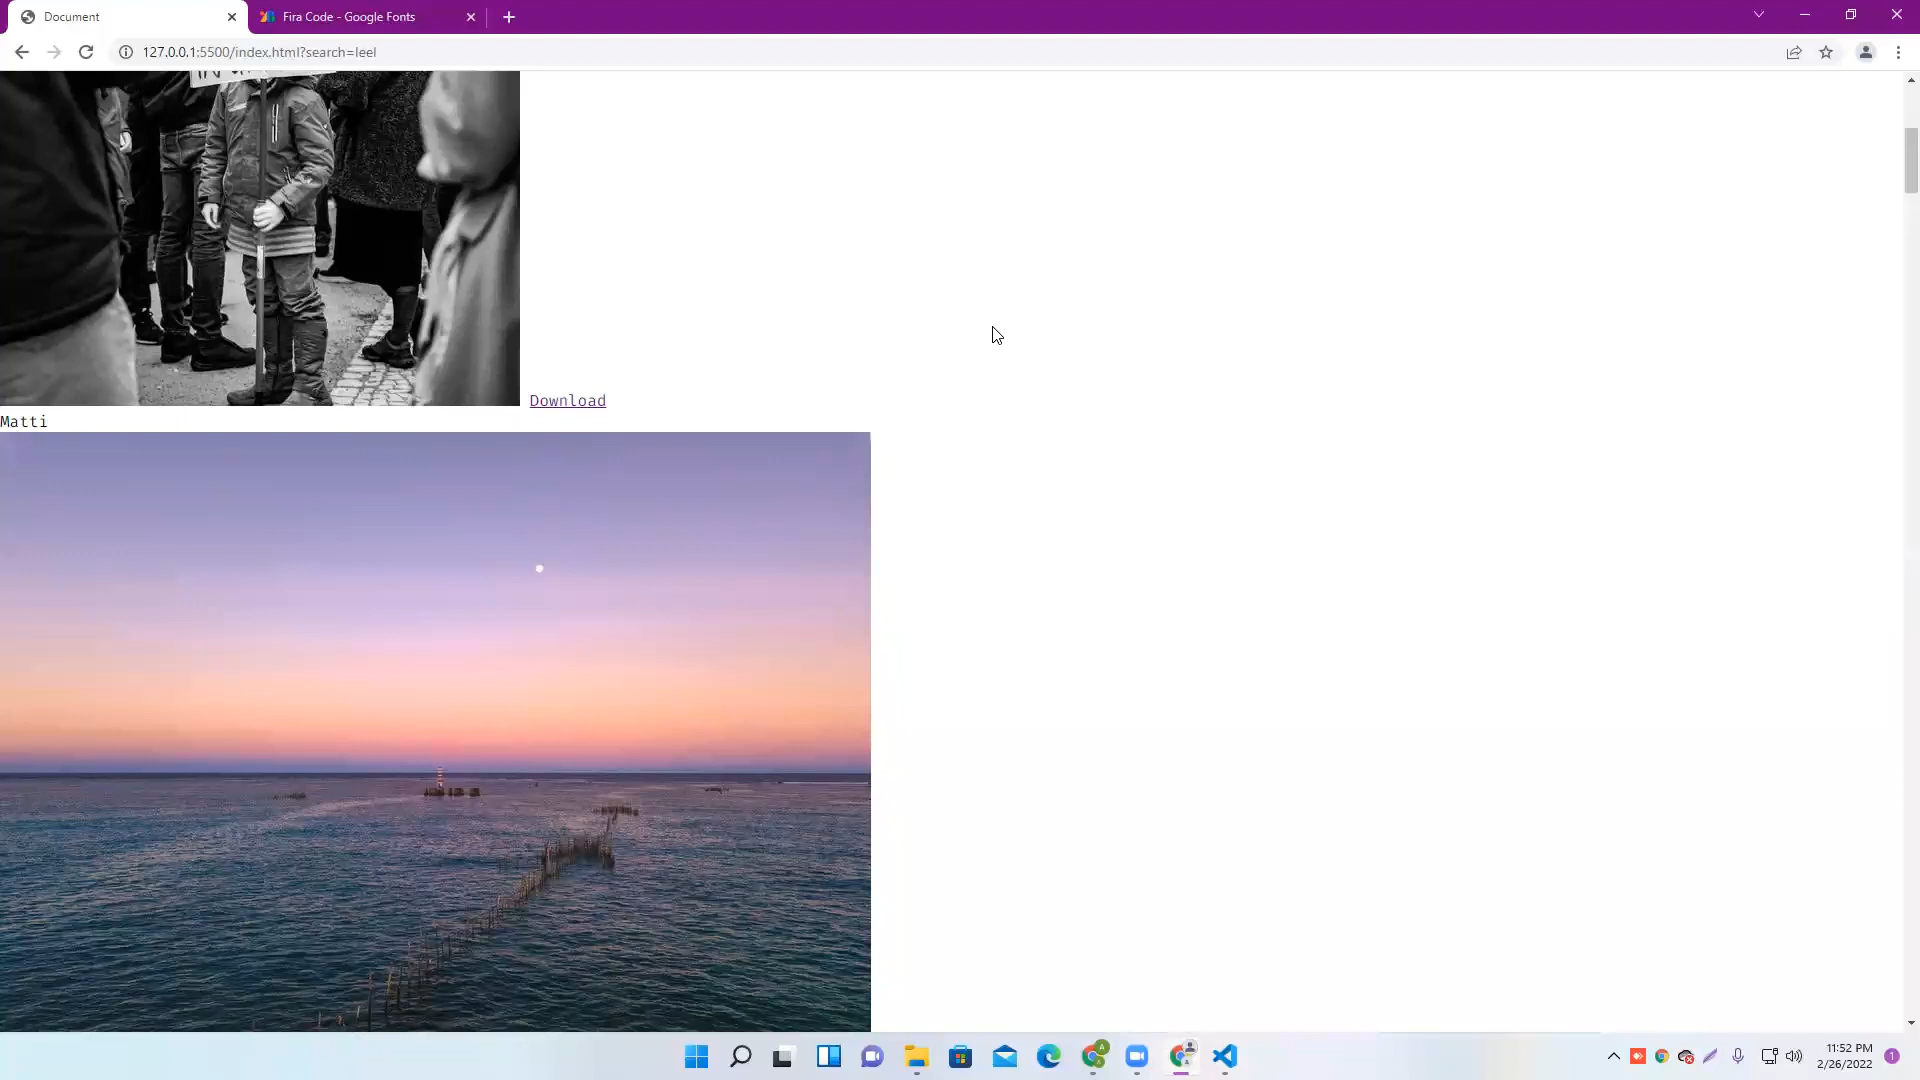 Document
Fira Code - Google Fonts
127.0.0.1:5500/index.html?search=leel
Download
Matti
11:52 PM
2/26/2022
1